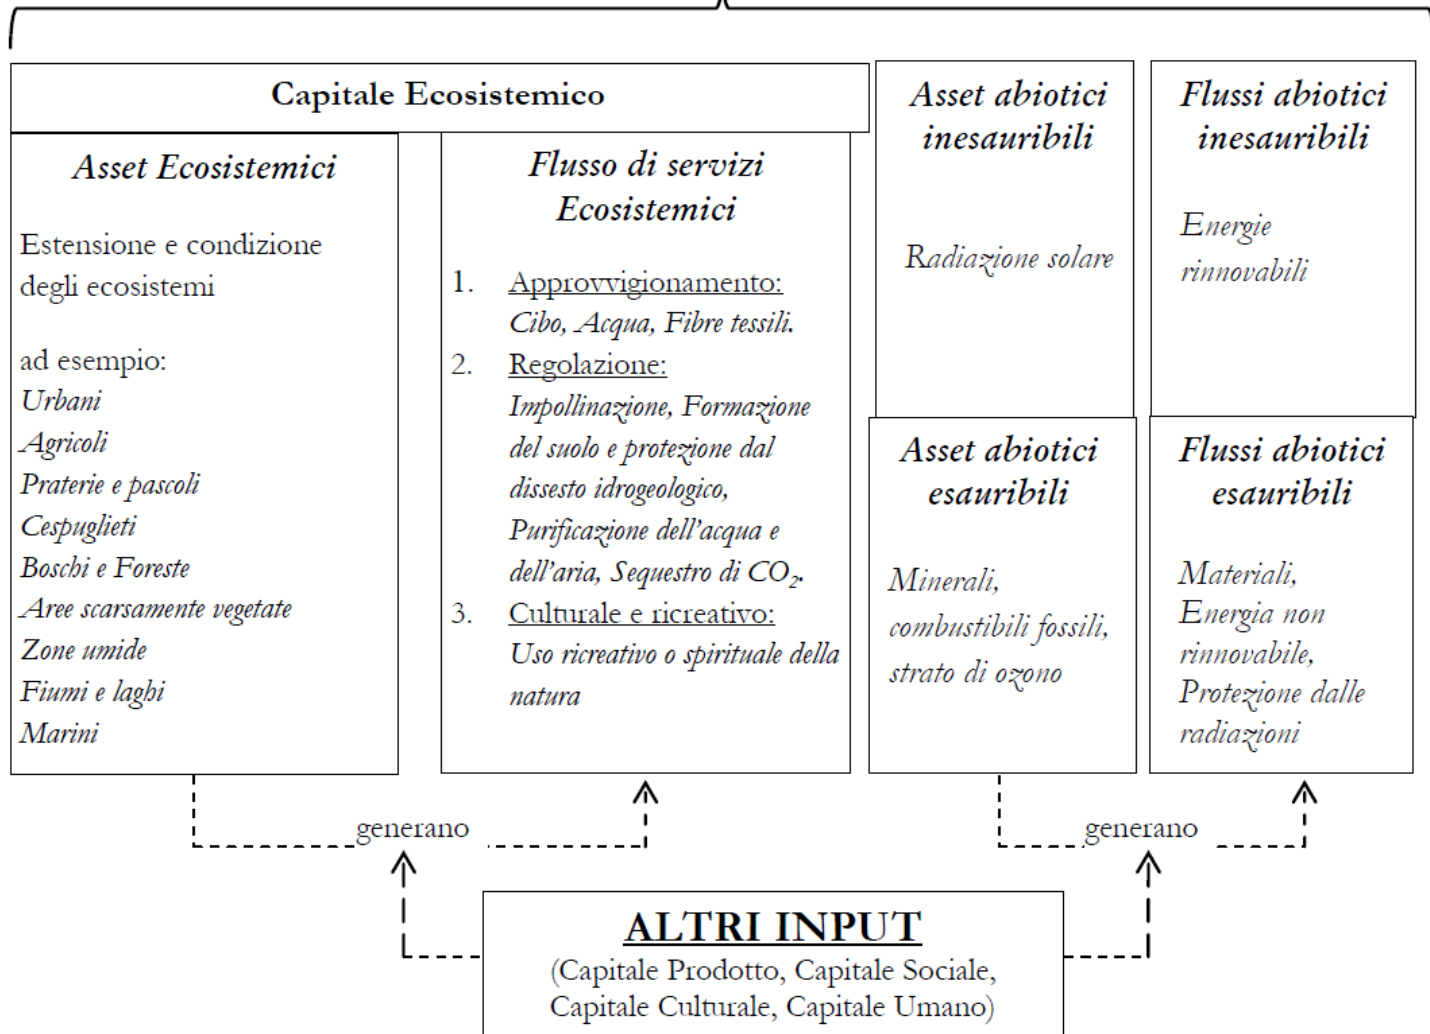 Capitale Ecosistemico
Asset Ecosistemici
Estensione e condizione
degli ecosistemi
ad esempio:
Urbani
Agricoli
Praterie e pascoli
Cespuglieti
Boschi e Foreste
Aree scarsamente vegetate
Zone umide
Fiumi e laghi
Marini
Flusso di servizi
Ecosistemici
1. Approvvigionamento:
Cibo, Acqua, Fibre tessili.
2. Regolazione:
Impollinazione, Formazione
del suolo e protezione dal
dissesto idrogeologico,
Purificazione dell'acqua e
dell'aria, Sequestro di CO₂.
3. Culturale e ricreativo:
Uso ricreativo o spirituale della
natura
Asset abiotici
inesauribili
Radiazione solare
Flussi abiotici
inesauribili
Energie
rinnovabili
Asset abiotici
esauribili
Minerali,
combustibili fossili,
strato di ozono
Flussi abiotici
esauribili
Materiali,
Energia non
rinnovabile,
Protezione dalle
radiazioni
generano
generano
ALTRI INPUT
(Capitale Prodotto, Capitale Sociale,
Capitale Culturale, Capitale Umano)